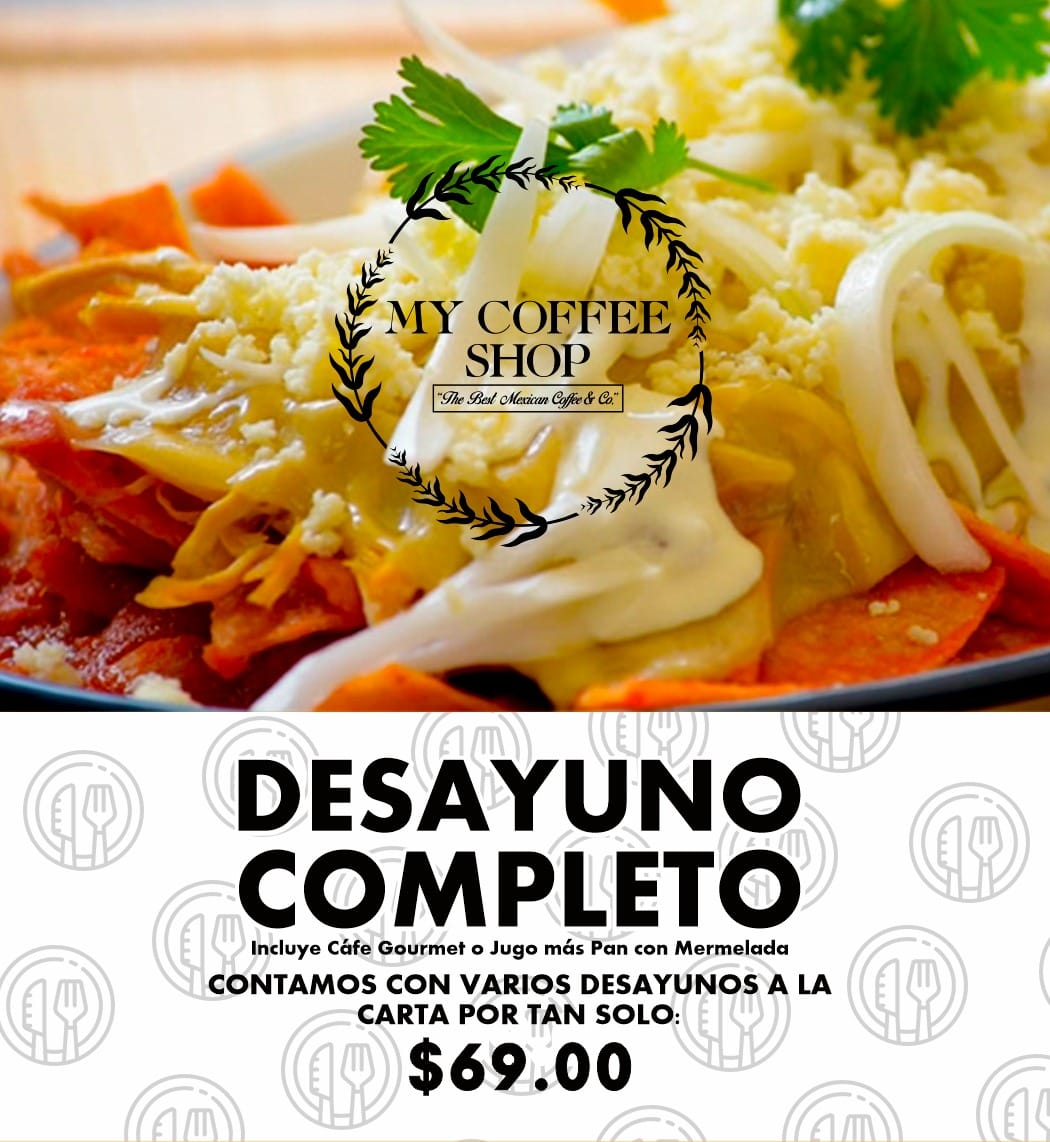 MY COFFEE
SHOP
"The Best Mexican Coffee & Co."
DESAYUNO
COMPLETO
Incluye Cáfe Gourmet o Jugo más Pan con Mermelada
CONTAMOS CON VARIOS DESAYUNOS A LA
CARTA POR TAN SOLO:
$69.00